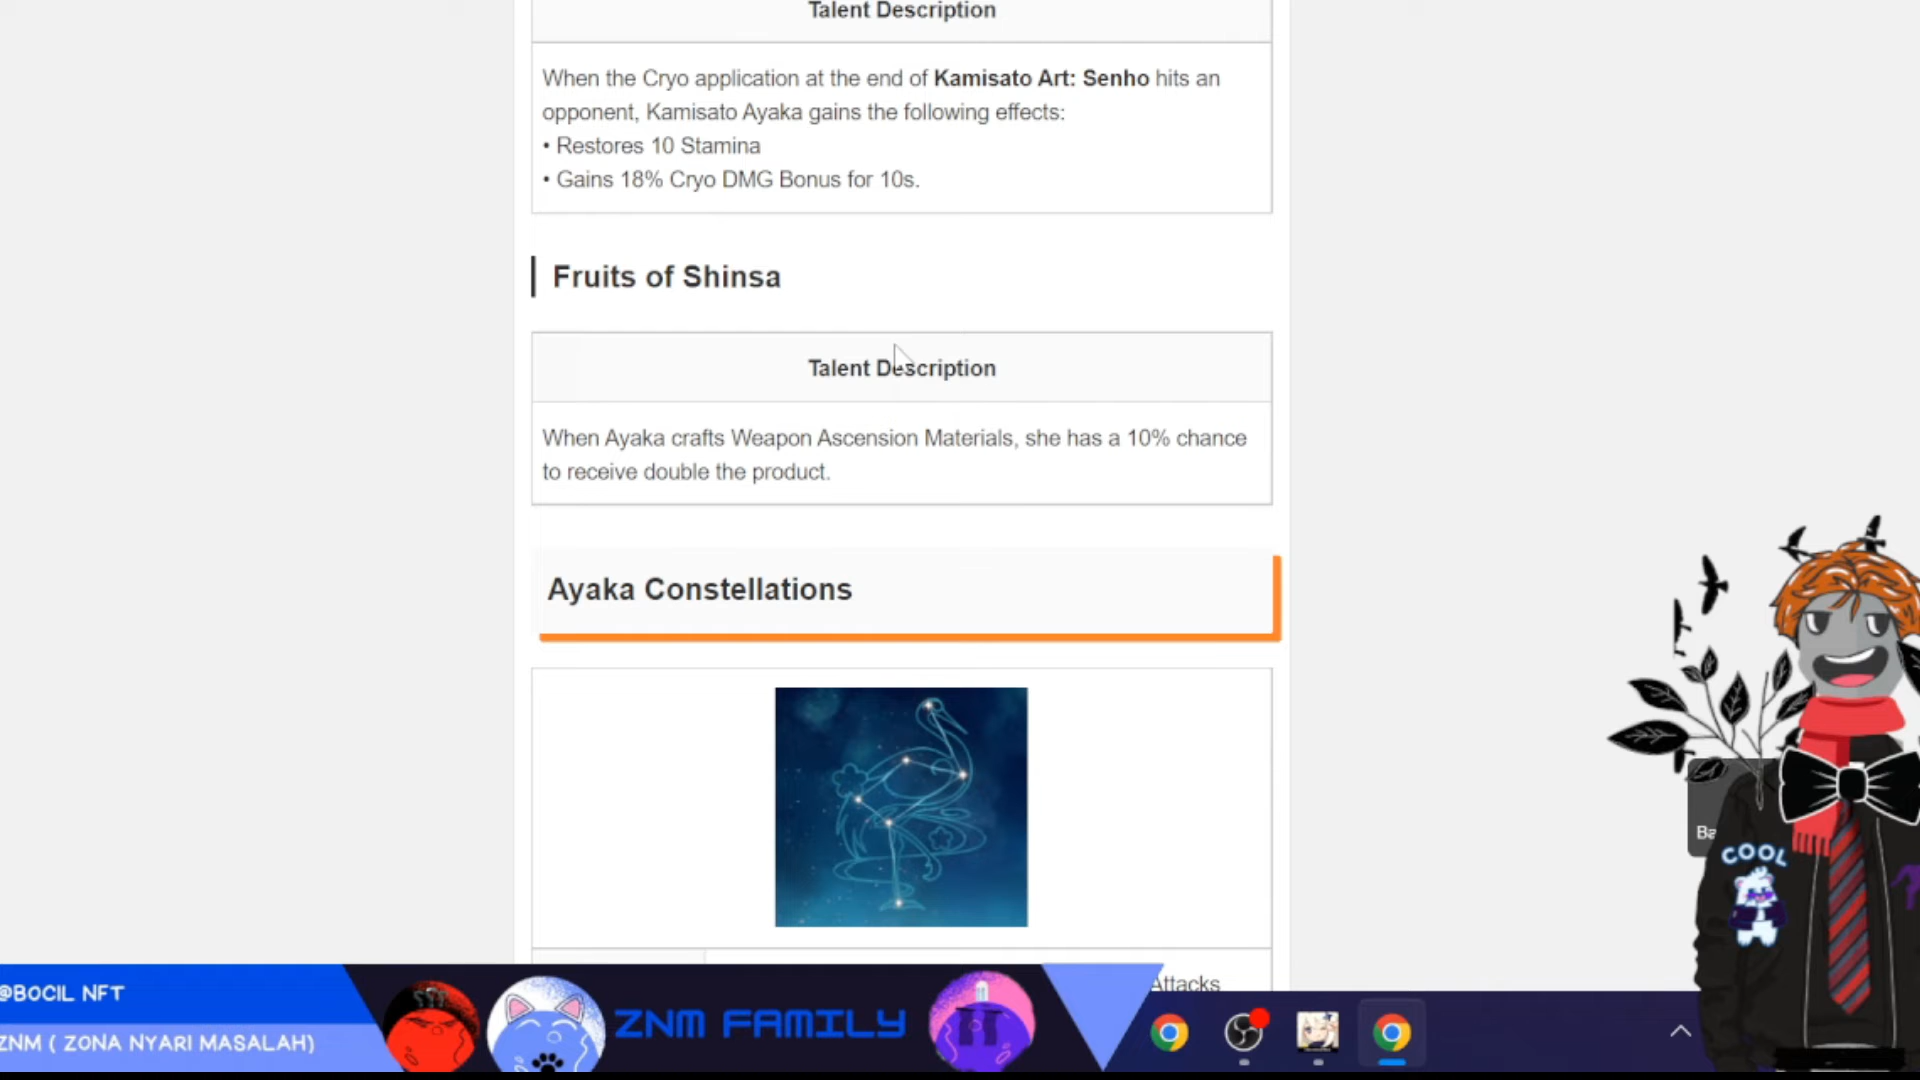 Talent Description
When the Cryo application at the end of Kamisato Art: Senho hits an
opponent, Kamisato Ayaka gains the following effects:
• Restores 10 Stamina
• Gains 18% Cryo DMG Bonus for 10s.
Fruits of Shinsa
Talent Description
When Ayaka crafts Weapon Ascension Materials, she has a 10% chance
to receive double the product.
Ayaka Constellations
Ba
COOL
Attacks
@BOCIL NFT
ZNM FAMILY
ZNM ( ZONA NYARI MASALAH)